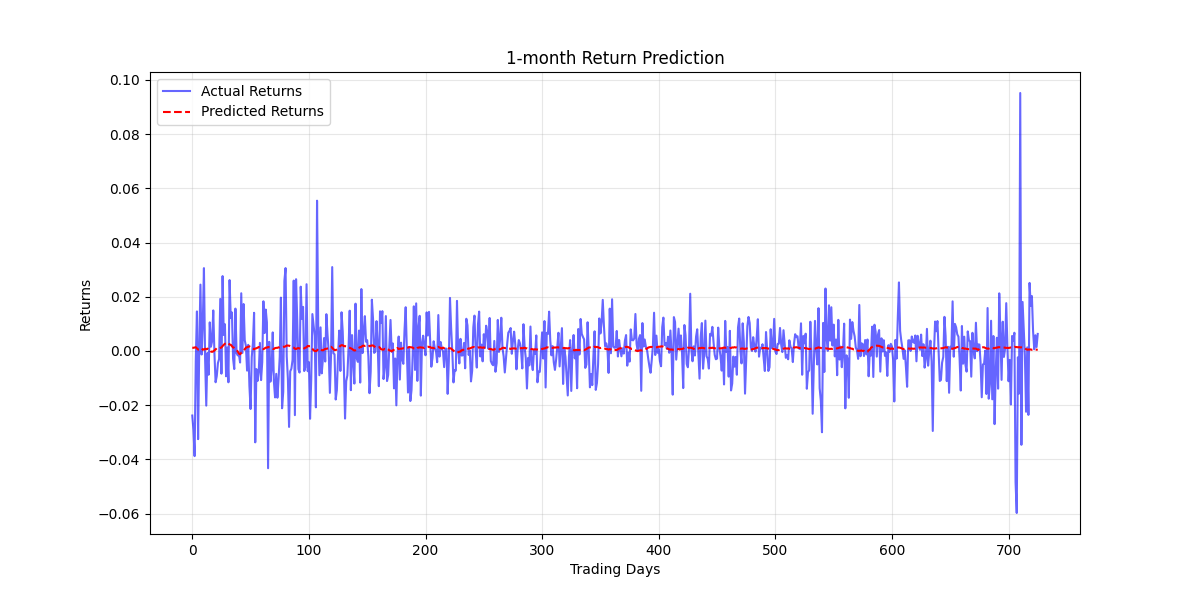 1-month Return Prediction
Actual Returns
Predicted Returns
Returns
0.10
0.08
0.06
0.04
0.02
0.00
−0.02
−0.04
−0.06
0 100 200 300 400 500 600 700
Trading Days